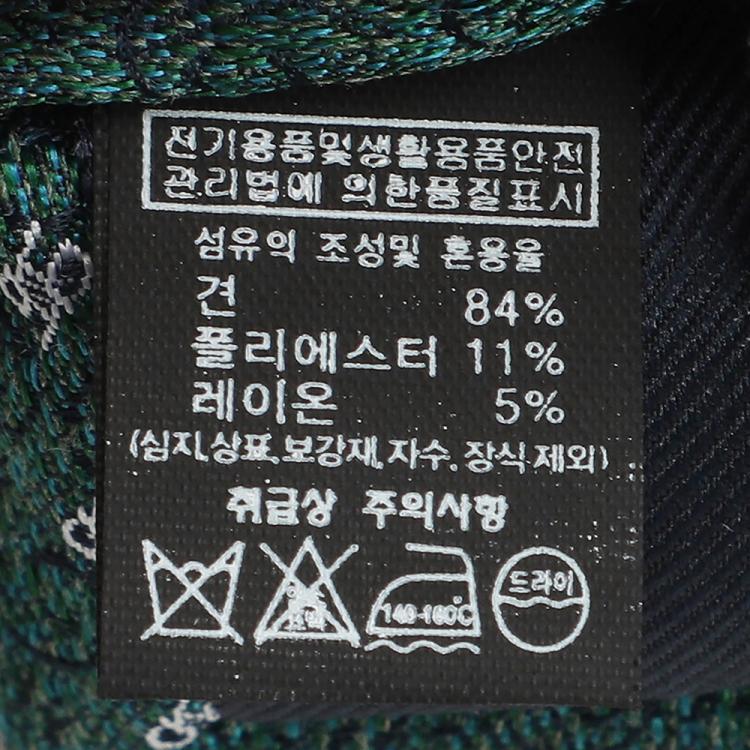 전기용품및생활용품안전
관리법에 의한품질표시
섬유의 조성및 혼용율
견 84%
폴리에스터 11%
레이온 5%
(심지,상표,보강재,자수,장식제외)
취급상 주의사항
140-160℃
드라이